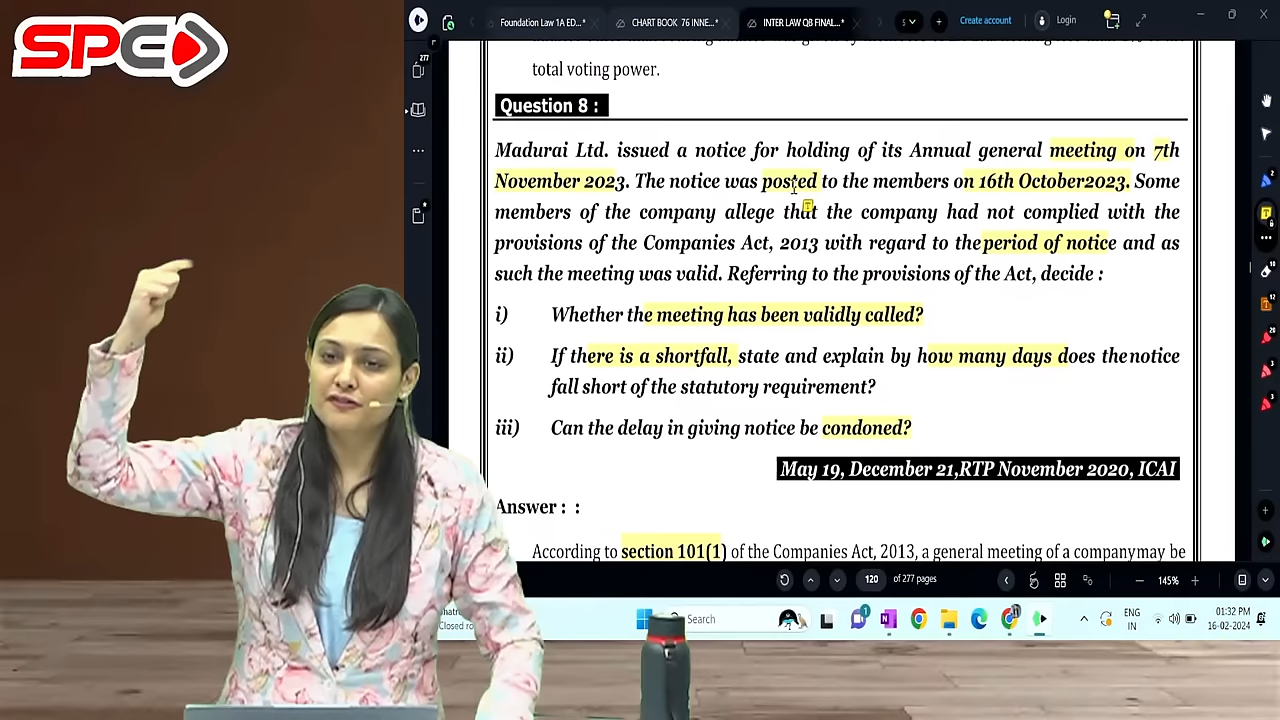 SPC
Foundation Law 1A ED...*
CHART BOOK 76 INNE...*
INTER LAW QB FINAL...*
Create account
Login
277
total voting power.
Question 8 :
Madurai Ltd. issued a notice for holding of its Annual general meeting on 7th
November 2023. The notice was posted to the members on 16th October2023. Some
members of the company allege that the company had not complied with the
provisions of the Companies Act, 2013 with regard to the period of notice and as
such the meeting was valid. Referring to the provisions of the Act, decide :
i) Whether the meeting has been validly called?
ii) If there is a shortfall, state and explain by how many days does the notice
fall short of the statutory requirement?
iii) Can the delay in giving notice be condoned?
May 19, December 21,RTP November 2020, ICAI
Answer : :
According to section 101(1) of the Companies Act, 2013, a general meeting of a company may be
120 of 277 pages
145%
Closed ro
Search
ENG
IN
01:32 PM
16-02-2024